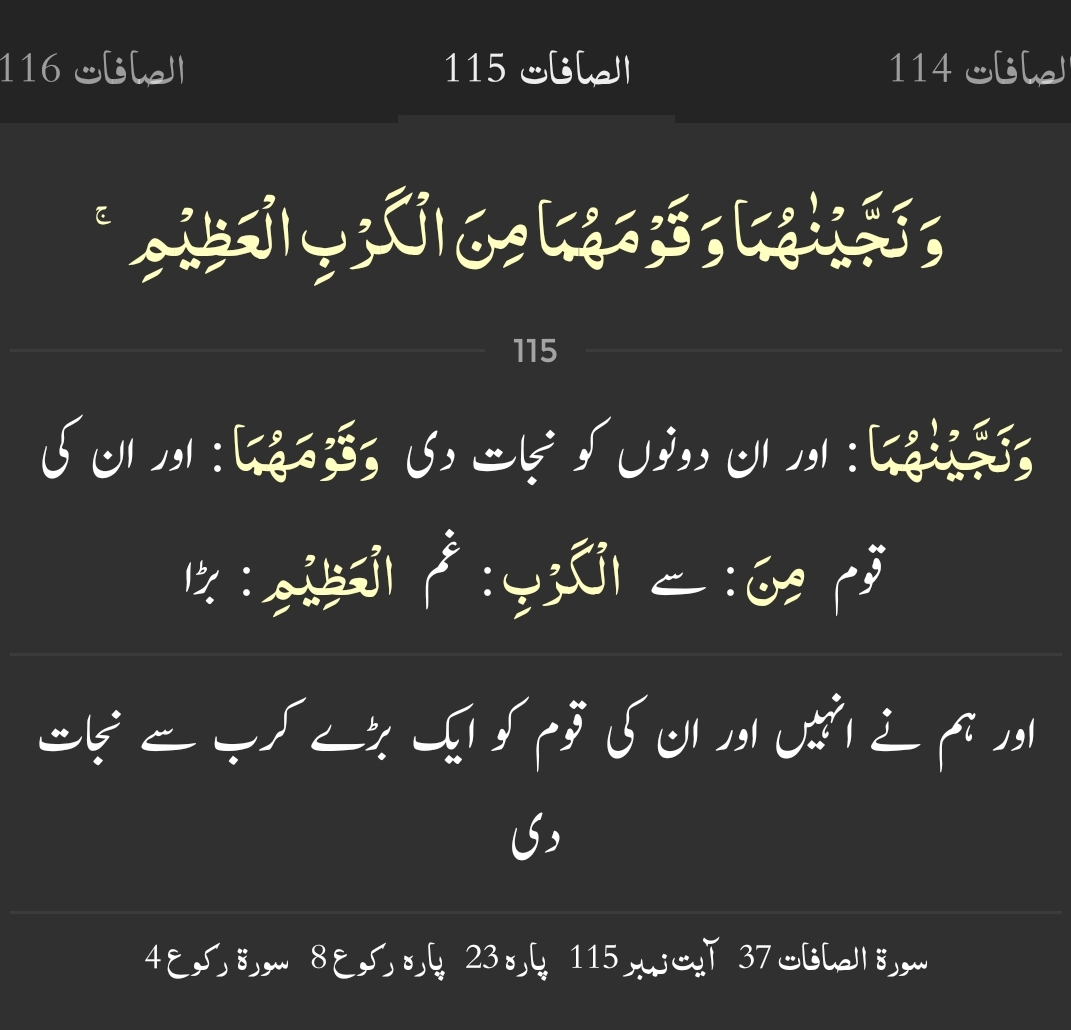 الصافات 114 الصافات 115 الصافات 116
وَ نَجَّیْنٰهُمَا وَ قَوْمَهُمَا مِنَ الْكَرْبِ الْعَظِیْمِ ۚ
115
وَنَجَّيْنٰهُمَا : اور ان دونوں کو نجات دی وَقَوْمَهُمَا : اور ان کی
قوم مِنَ : سے الْكَرْبِ : غم الْعَظِيْمِ : بڑا
اور ہم نے انہیں اور ان کی قوم کو ایک بڑے کرب سے نجات
دی
سورۃ الصافات 37 آیت نمبر 115 پارہ 23 پارہ رکوع 8 سورۃ رکوع 4